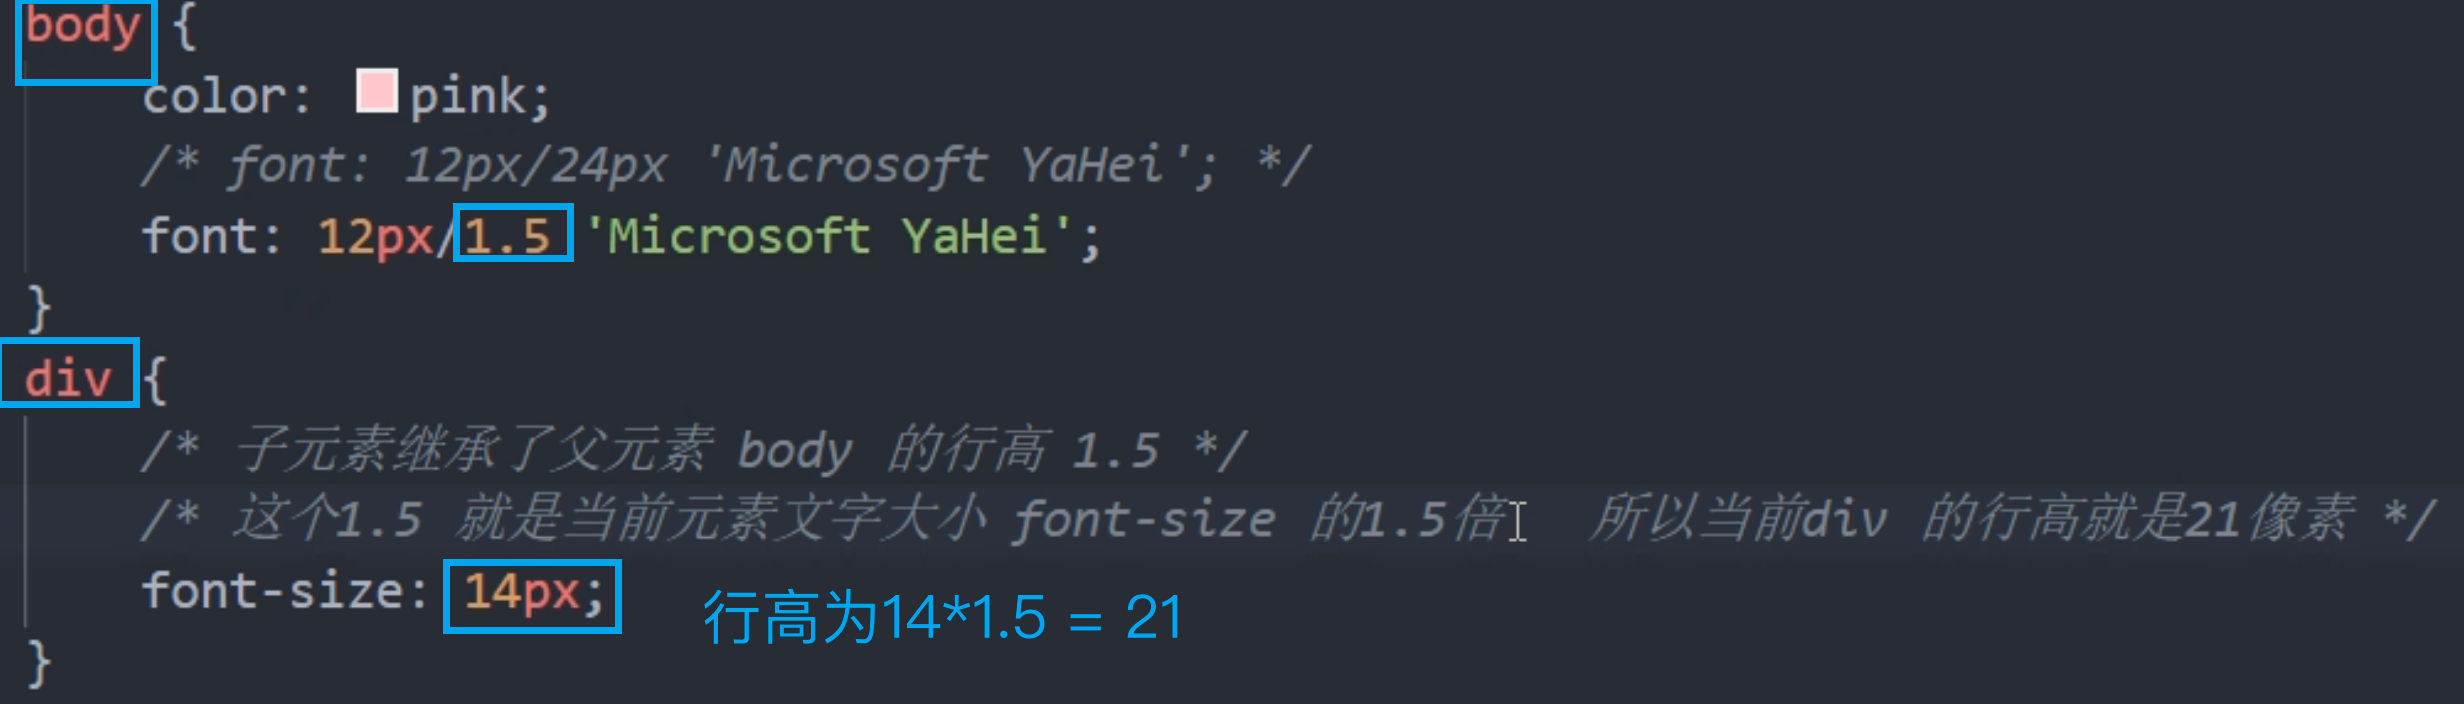 body {
color: pink;
/* font: 12px/24px 'Microsoft YaHei'; */
font: 12px/1.5 'Microsoft YaHei';
}
div {
/* 子元素继承了父元素 body 的行高 1.5 */
/* 这个1.5 就是当前元素文字大小 font-size 的1.5倍 所以当前div 的行高就是21像素 */
font-size: 14px;
行高为14*1.5 = 21
}